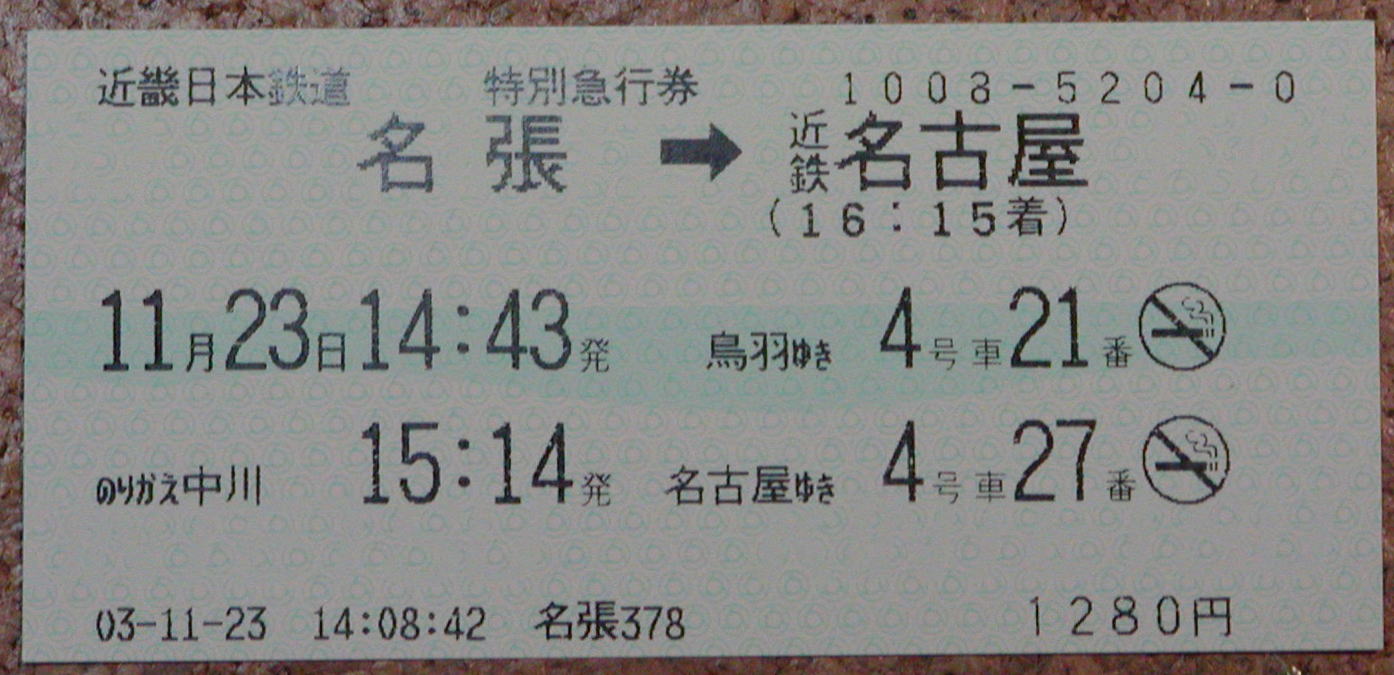 近畿日本鉄道 特別急行券 1008-5204-0
名張 ➡ 近鉄名古屋
(16:15着)
11月23日14:43発 鳥羽ゆき 4号車21番
のりかえ中川 15:14発 名古屋ゆき 4号車27番
03-11-23 14:08:42 名張378 1280円